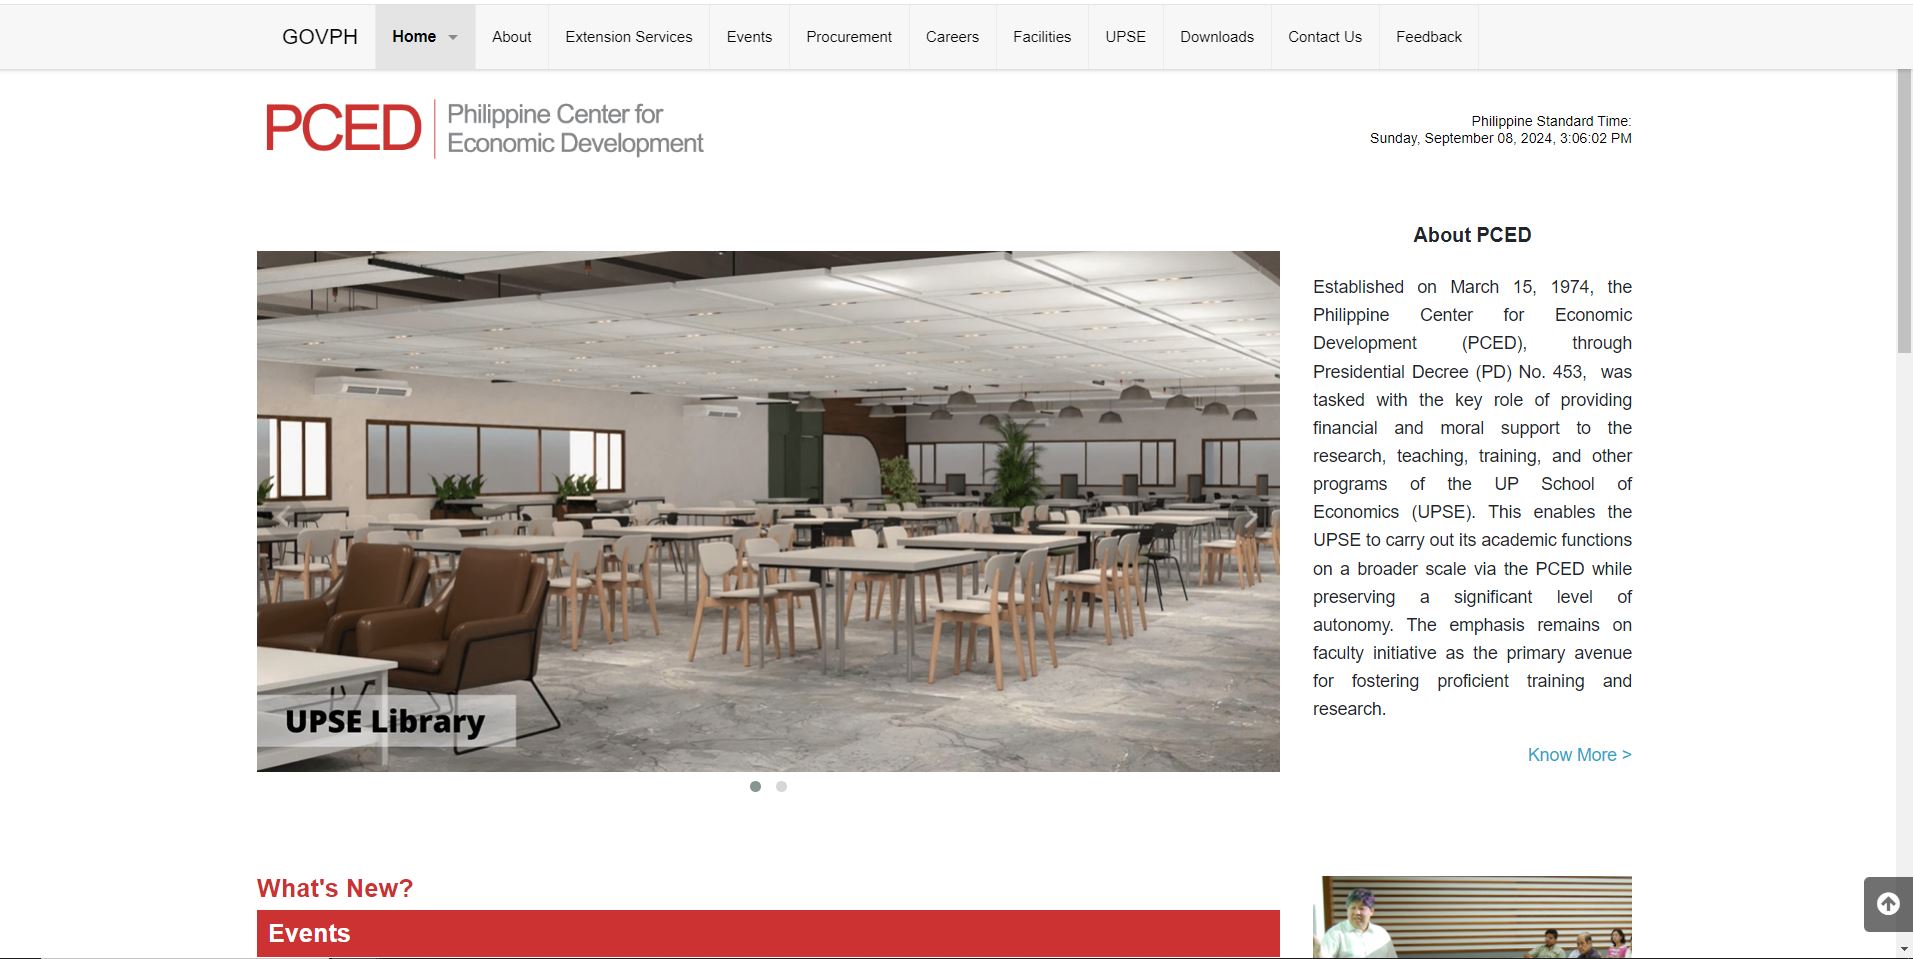 GOVPH
Home
About
Extension Services
Events
Procurement
Careers
Facilities
UPSE
Downloads
Contact Us
Feedback
PCED
Philippine Center for
Economic Development
Philippine Standard Time:
Sunday, September 08, 2024, 3:06:02 PM
UPSE Library
About PCED
Established on March 15, 1974, the
Philippine Center for Economic
Development (PCED), through
Presidential Decree (PD) No. 453, was
tasked with the key role of providing
financial and moral support to the
research, teaching, training, and other
programs of the UP School of
Economics (UPSE). This enables the
UPSE to carry out its academic functions
on a broader scale via the PCED while
preserving a significant level of
autonomy. The emphasis remains on
faculty initiative as the primary avenue
for fostering proficient training and
research.
Know More >
What's New?
Events